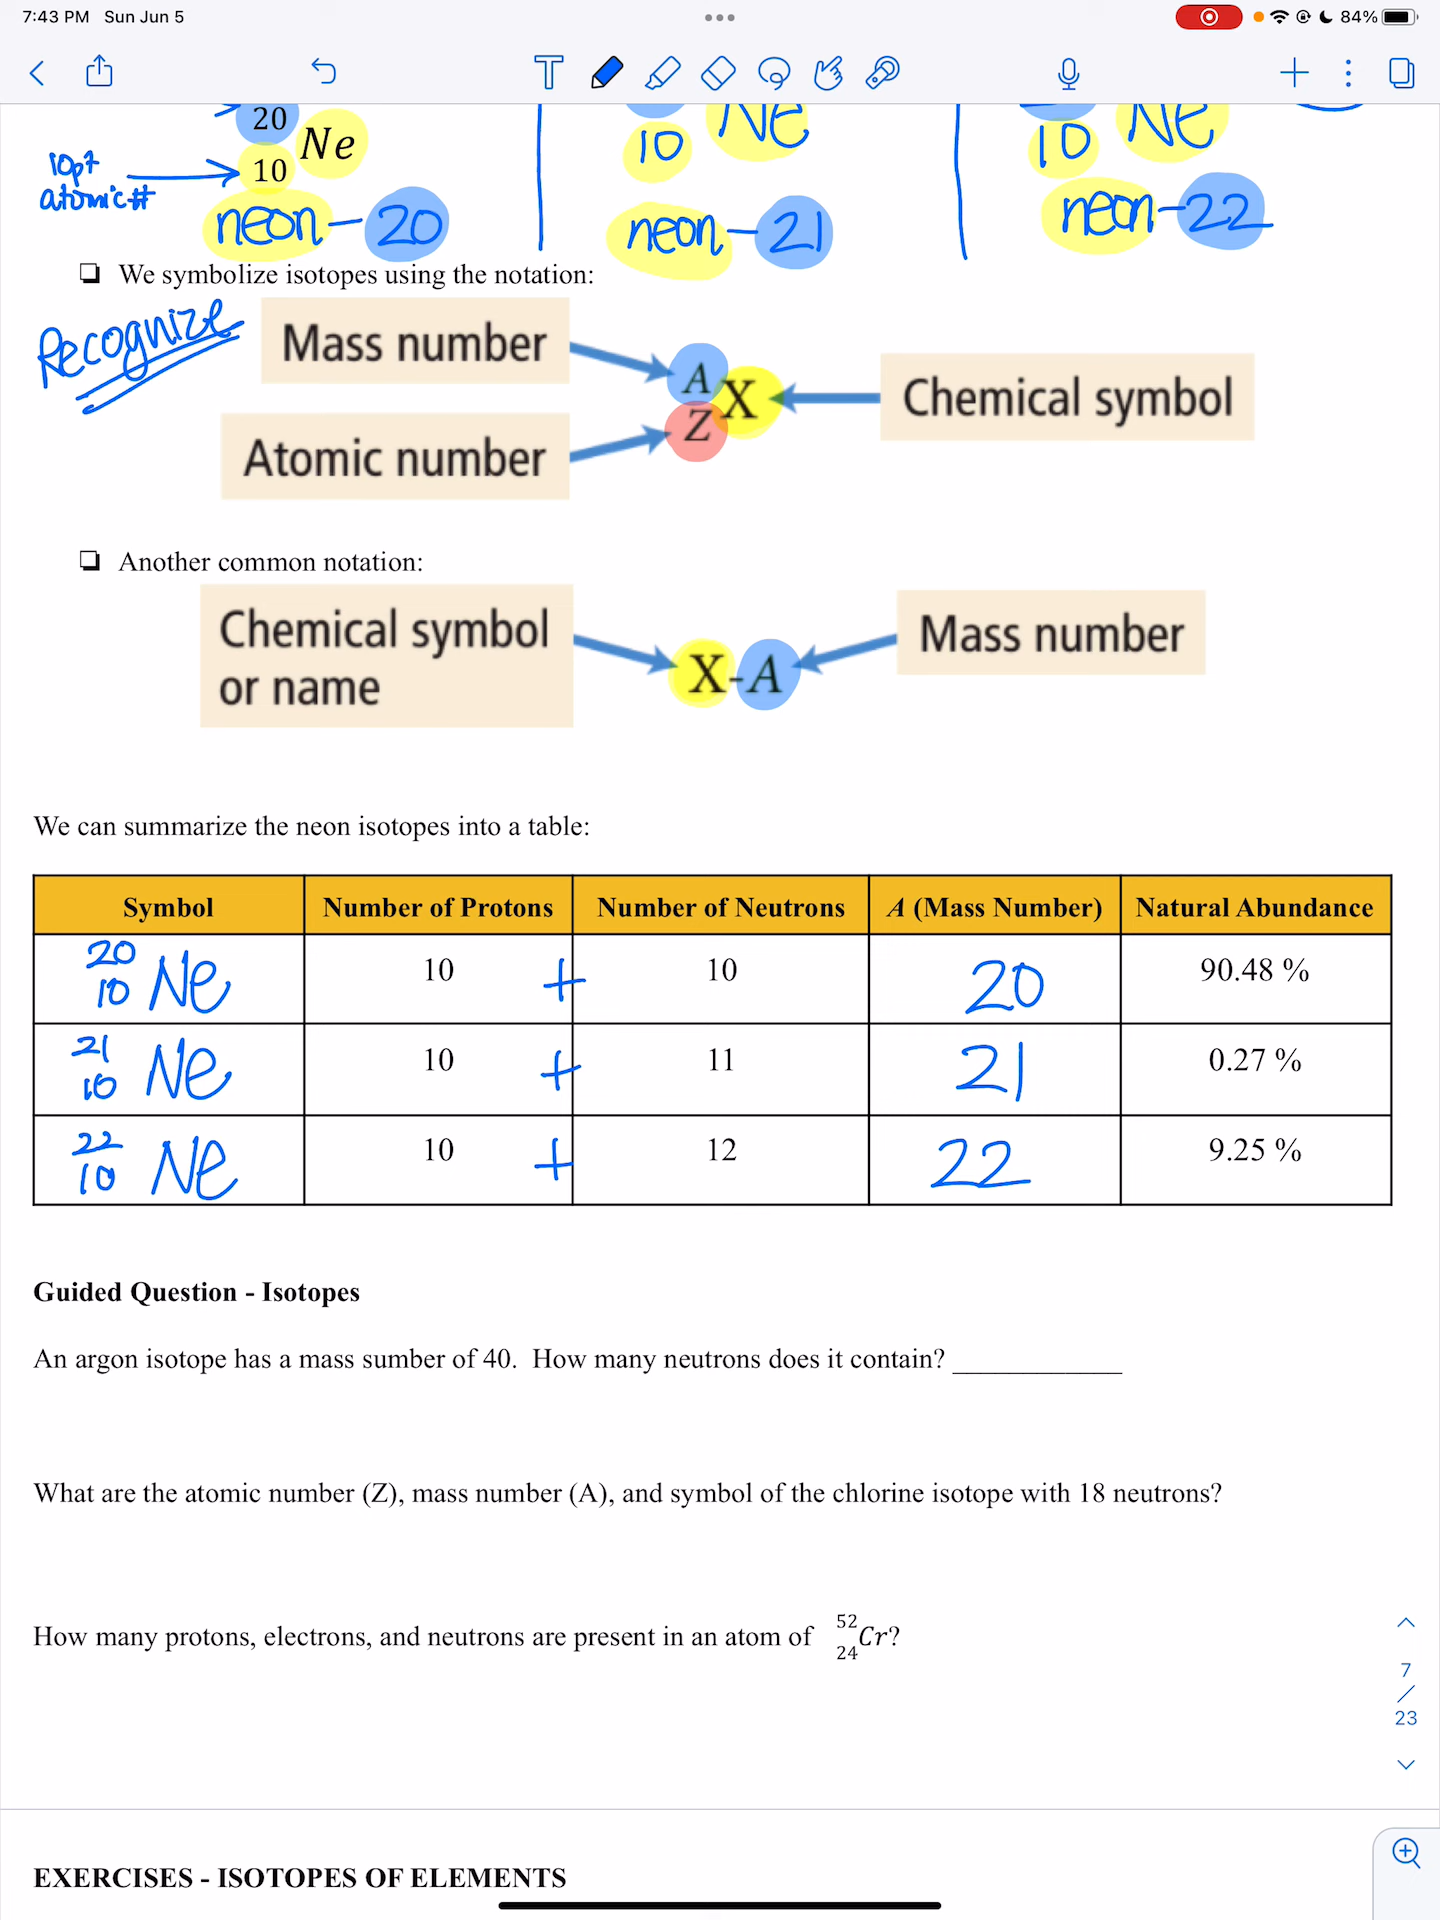 7:43 PM Sun Jun 5
84%
20
10
Ne
10 Ne
10 Ne
10p+
atomic#
neon-20
neon-21
neon-22
We symbolize isotopes using the notation:
Recognize
Mass number
A
Z
X
Chemical symbol
Atomic number
Another common notation:
Chemical symbol
or name
X-A
Mass number
We can summarize the neon isotopes into a table:
Symbol Number of Protons Number of Neutrons A (Mass Number) Natural Abundance
20
10 Ne 10 + 10 20 90.48 %
21
10 Ne 10 + 11 21 0.27 %
22
10 Ne 10 + 12 22 9.25 %
Guided Question - Isotopes
An argon isotope has a mass sumber of 40. How many neutrons does it contain? ____________
What are the atomic number (Z), mass number (A), and symbol of the chlorine isotope with 18 neutrons?
How many protons, electrons, and neutrons are present in an atom of ⁵²₂₄Cr?
7
/
23
EXERCISES - ISOTOPES OF ELEMENTS